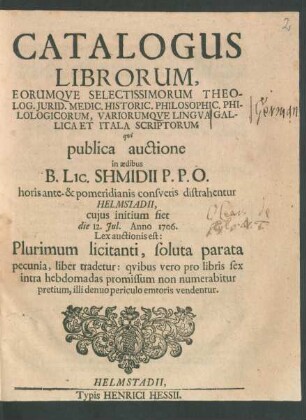 2
CATALOGUS
LIBRORUM,
EORUMQVE SELECTISSIMORUM THEO-
LOG. JURID. MEDIC. HISTORIC. PHILOSOPHIC. PHI-
LOLOGICORUM, VARIORUMQVE LINGVA GAL-
LICA ET ITALA SCRIPTORUM
qui
publica auctione
in ædibus
B. LIC. SHMIDII P. P. O.
horis ante- & pomeridianis consvetis distrahentur
HELMSTADII,
cujus initium fiet
die 12. Jul. Anno 1706.
Lex auctionis est:
Plurimum licitanti, soluta parata
pecunia, liber tradetur: qvibus vero pro libris sex
intra hebdomadas promissum non numerabitur
pretium, illi denuo periculo emtoris vendentur.
HELMSTADII,
Typis HENRICI HESSII.